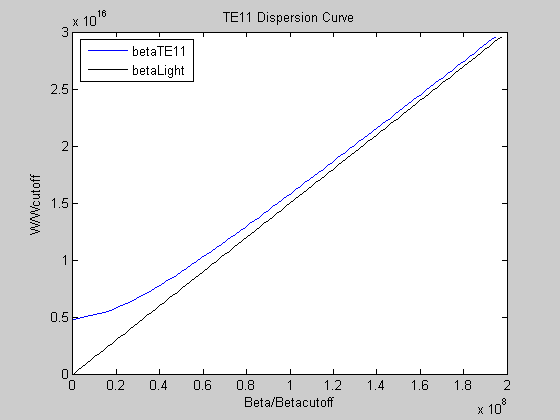 TE11 Dispersion Curve
x 10^16
betaTE11
betaLight
W/Wcutoff
3
2.5
2
1.5
1
0.5
0
0 0.2 0.4 0.6 0.8 1 1.2 1.4 1.6 1.8 2
Beta/Betacutoff
x 10^8